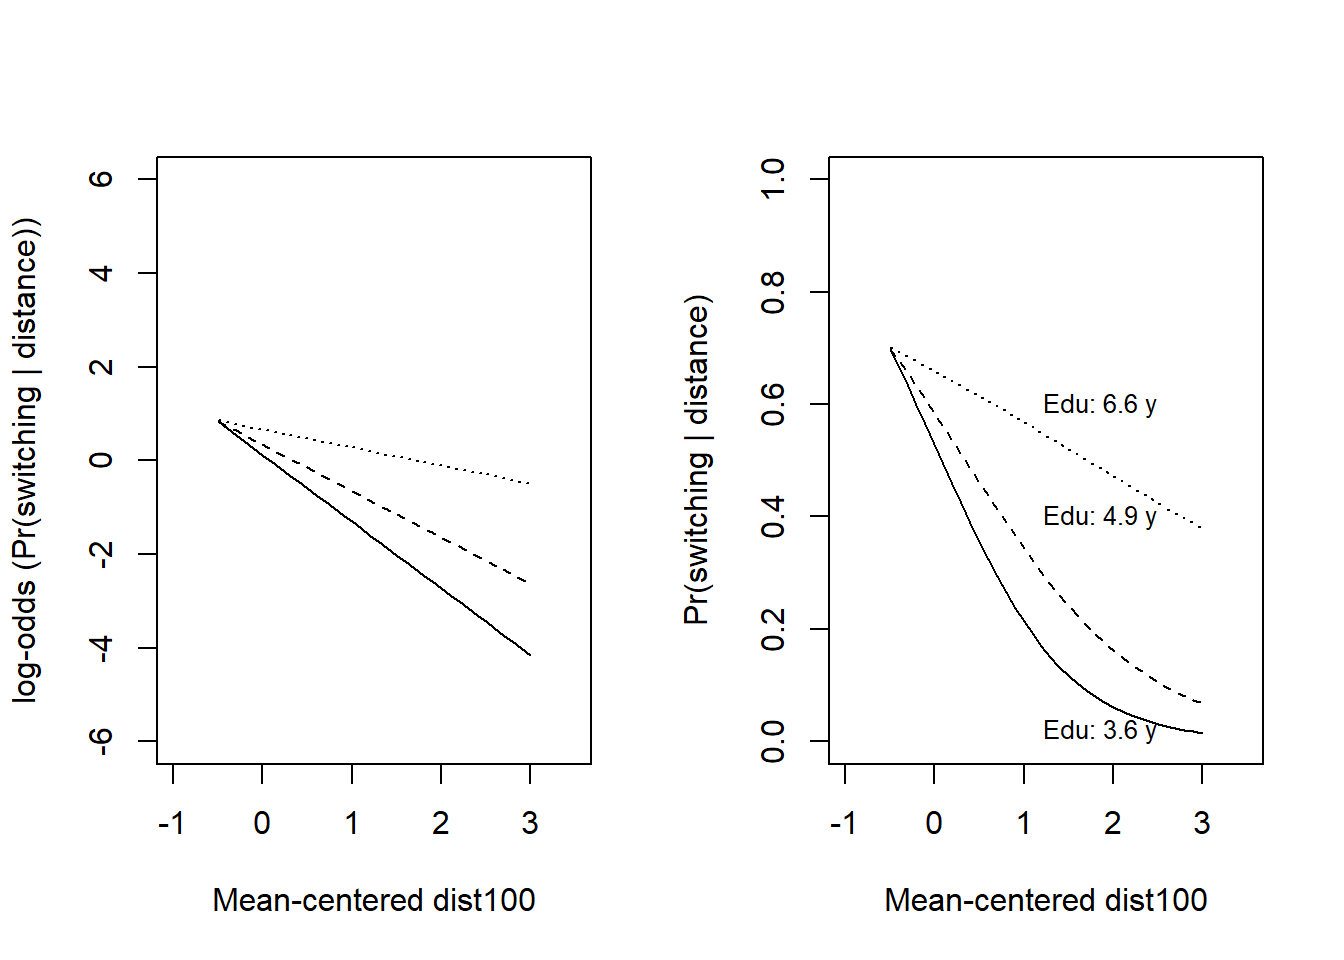 log-odds (Pr(switching | distance))
6
4
2
0
-2
-4
-6
-1 0 1 2 3
Mean-centered dist100
Pr(switching | distance)
1.0
0.8
0.6
0.4
0.2
0.0
Edu: 6.6 y
Edu: 4.9 y
Edu: 3.6 y
-1 0 1 2 3
Mean-centered dist100